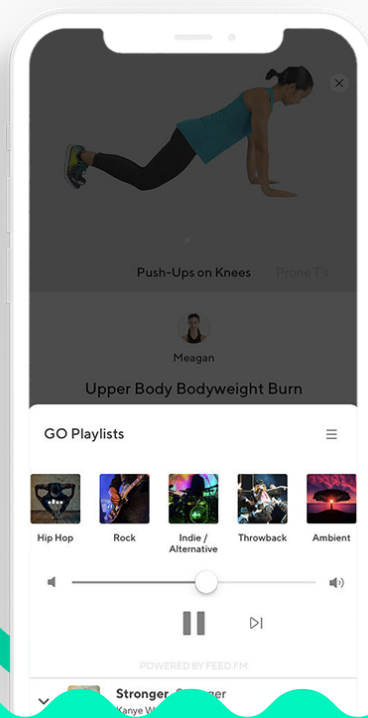 Push-Ups on Knees Prone T's
Meagan
Upper Body Bodyweight Burn
GO Playlists
Hip Hop Rock Indie / Throwback Ambient
Alternative
POWERED BY FEED.FM
Stronger
Kanye